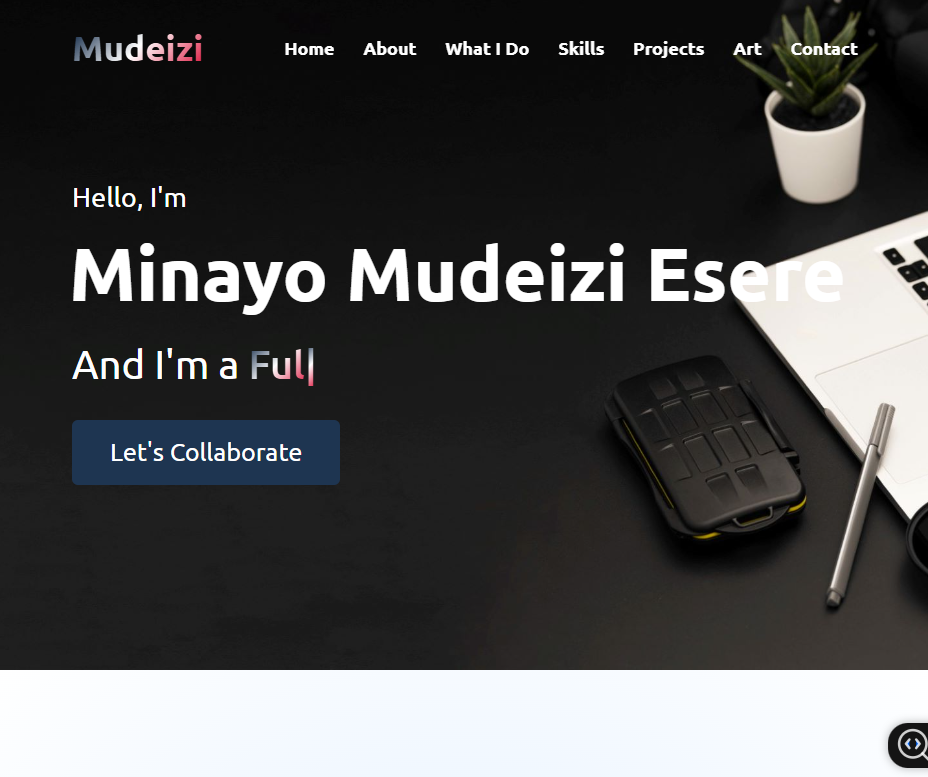 Mudeizi
Home About What I Do Skills Projects Art Contact
Hello, I'm
Minayo Mudeizi Esere
And I'm a Ful|
Let's Collaborate